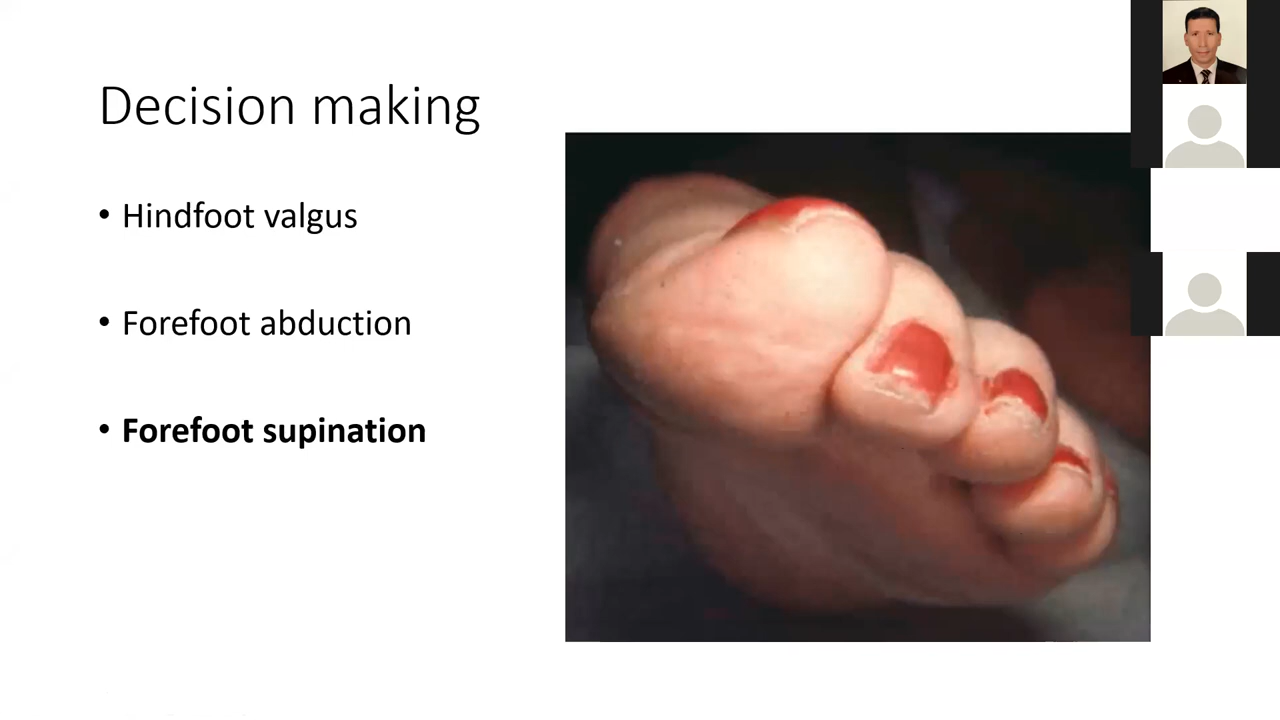 Decision making
• Hindfoot valgus
• Forefoot abduction
• Forefoot supination